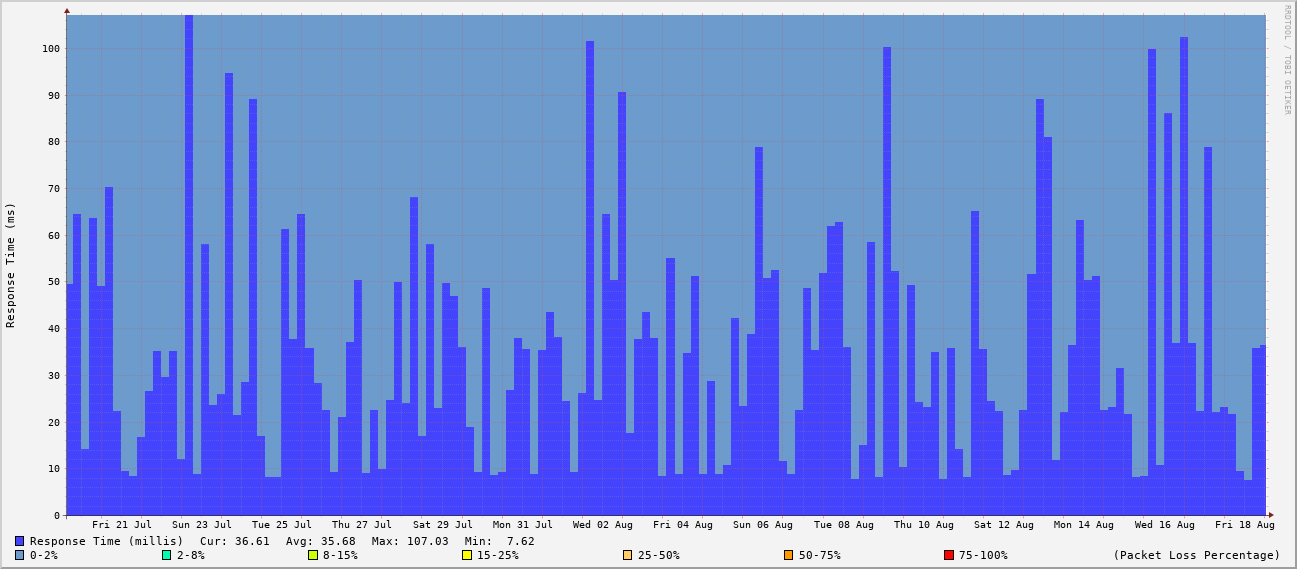 RRDTOOL / TOBI OETIKER
Response Time (ms)
100
90
80
70
60
50
40
30
20
10
0
Fri 21 Jul Sun 23 Jul Tue 25 Jul Thu 27 Jul Sat 29 Jul Mon 31 Jul Wed 02 Aug Fri 04 Aug Sun 06 Aug Tue 08 Aug Thu 10 Aug Sat 12 Aug Mon 14 Aug Wed 16 Aug Fri 18 Aug
Response Time (millis) Cur: 36.61 Avg: 35.68 Max: 107.03 Min: 7.62
0-2% 2-8% 8-15% 15-25% 25-50% 50-75% 75-100% (Packet Loss Percentage)